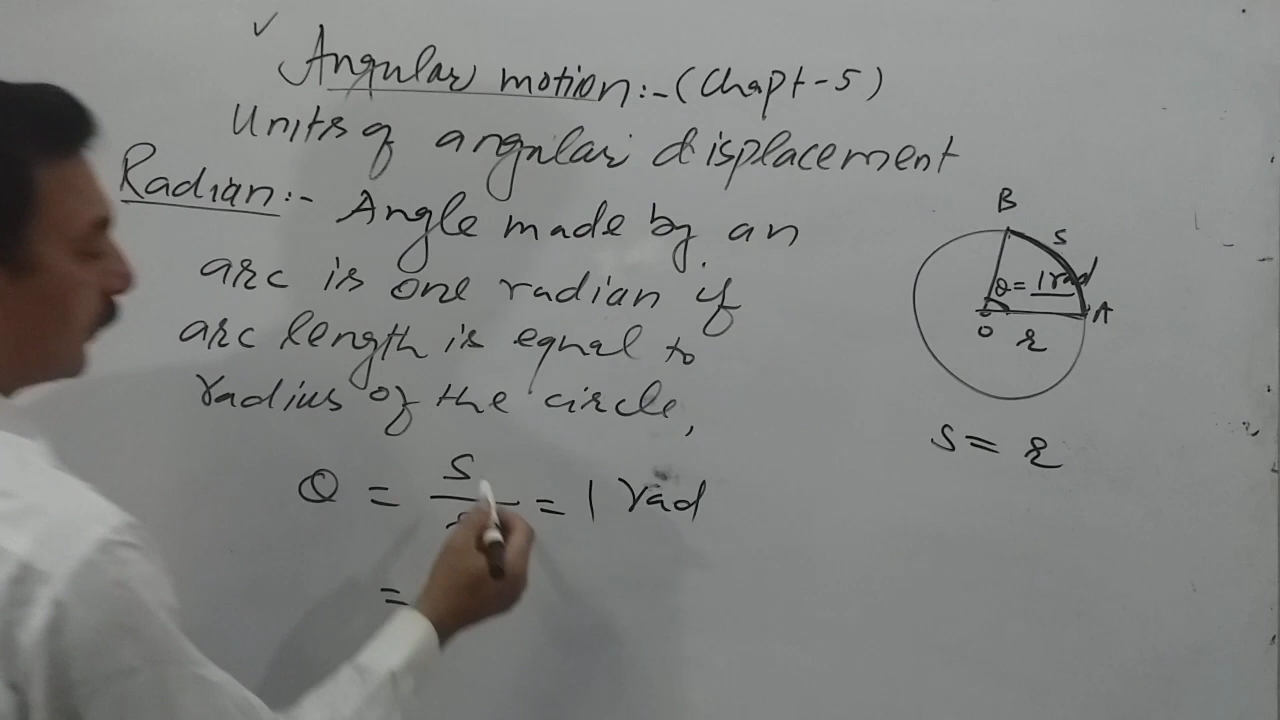 ✓ Angular motion:-(Chapt-5)
Units of angular displacement
Radian:- Angle made by an
arc is one radian if
arc length is equal to
radius of the circle,
θ = S/r = 1 rad
=
B
S
θ = 1 rad
A
O
r
S = r